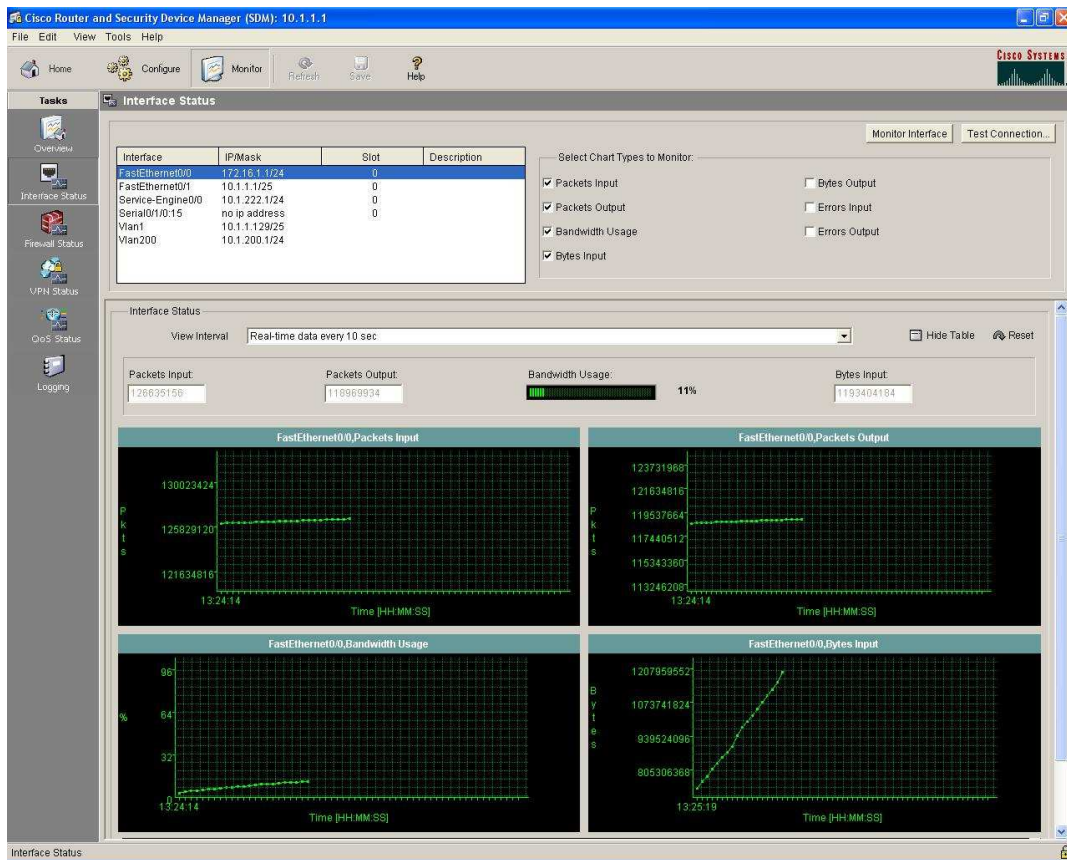 Cisco Router and Security Device Manager (SDM): 10.1.1.1
File Edit View Tools Help
Home Configure Monitor Refresh Save Help
CISCO SYSTEMS
Tasks
Interface Status
Overview
Interface Status
Firewall Status
VPN Status
QoS Status
Logging
Monitor Interface Test Connection...
Interface IP/Mask Slot Description
FastEthernet0/0 172.16.1.1/24 0
FastEthernet0/1 10.1.1.1/25 0
Service-Engine0/0 10.1.222.1/24 0
Serial0/1/0:15 no ip address 0
Vlan1 10.1.1.129/25
Vlan200 10.1.200.1/24
Select Chart Types to Monitor:
Packets Input Bytes Output
Packets Output Errors Input
Bandwidth Usage Errors Output
Bytes Input
Interface Status
View Interval Real-time data every 10 sec Hide Table Reset
Packets Input: Packets Output: Bandwidth Usage: Bytes Input:
126635156 118969934 11% 1193404184
FastEthernet0/0,Packets Input
130023424
125829120
121634816
Pkts
13:24:14
Time [HH:MM:SS]
FastEthernet0/0,Packets Output
123731968
121634816
119537664
117440512
115343360
113246208
Pkts
13:24:14
Time [HH:MM:SS]
FastEthernet0/0,Bandwidth Usage
96
64
32
0
%
13:24:14
Time [HH:MM:SS]
FastEthernet0/0,Bytes Input
1207959552
1073741824
939524096
805306368
Bytes
13:25:19
Time [HH:MM:SS]
Interface Status